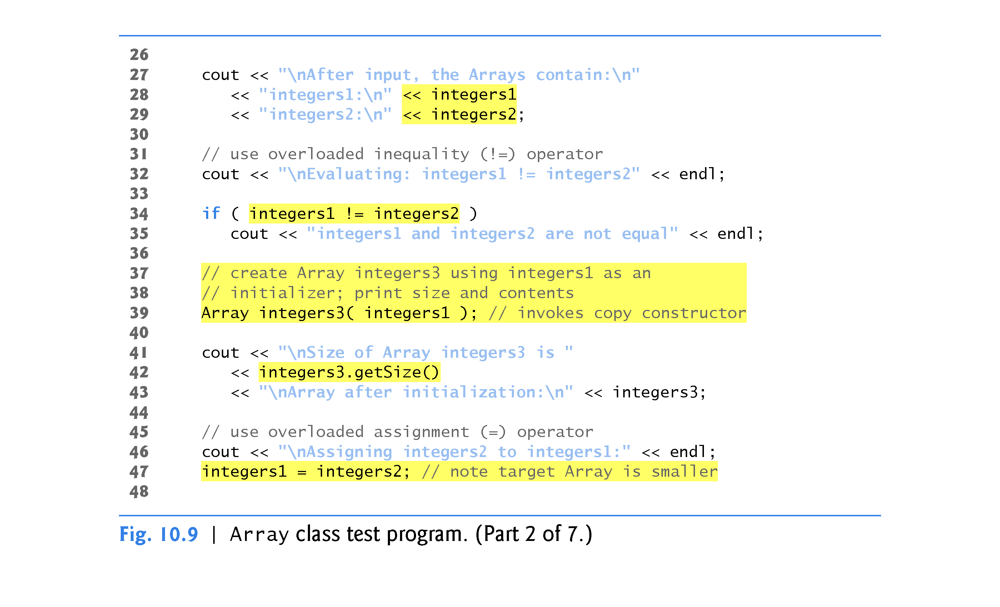 26
27 cout << "\nAfter input, the Arrays contain:\n"
28 << "integers1:\n" << integers1
29 << "integers2:\n" << integers2;
30
31 // use overloaded inequality (!=) operator
32 cout << "\nEvaluating: integers1 != integers2" << endl;
33
34 if ( integers1 != integers2 )
35 cout << "integers1 and integers2 are not equal" << endl;
36
37 // create Array integers3 using integers1 as an
38 // initializer; print size and contents
39 Array integers3( integers1 ); // invokes copy constructor
40
41 cout << "\nSize of Array integers3 is "
42 << integers3.getSize()
43 << "\nArray after initialization:\n" << integers3;
44
45 // use overloaded assignment (=) operator
46 cout << "\nAssigning integers2 to integers1:" << endl;
47 integers1 = integers2; // note target Array is smaller
48
Fig. 10.9 | Array class test program. (Part 2 of 7.)